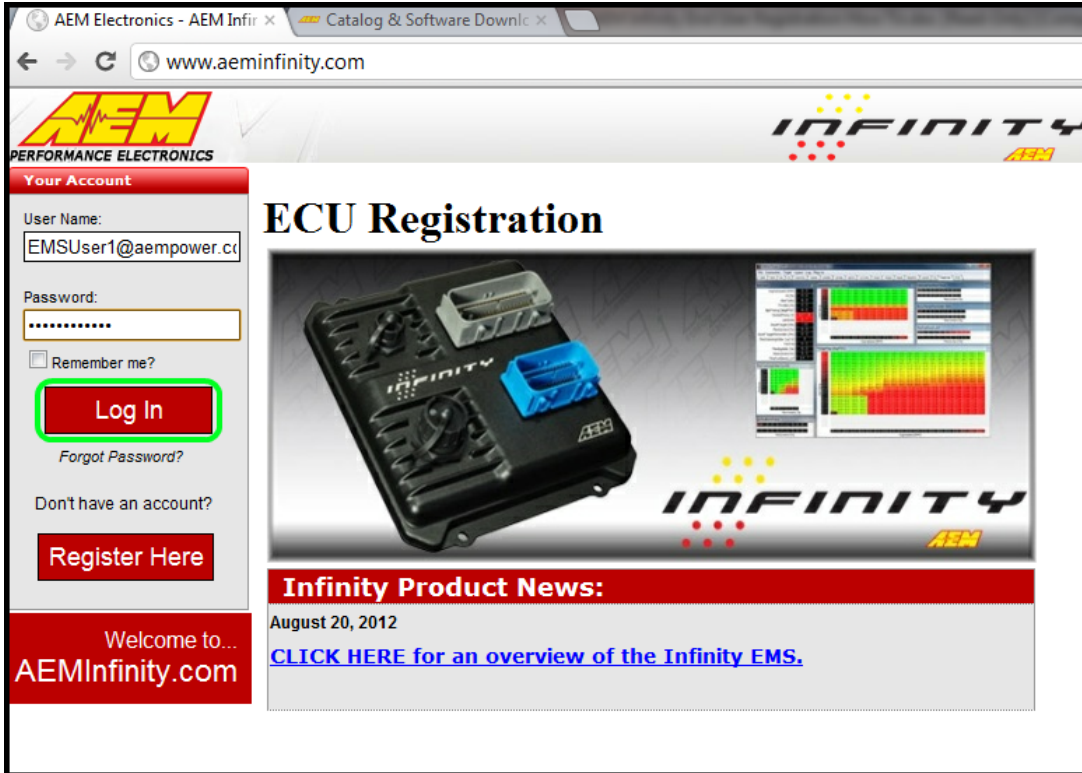 AEM Electronics - AEM Infir
Catalog & Software Downlc
www.aeminfinity.com
AEM
PERFORMANCE ELECTRONICS
INFINITY
AEM
Your Account
User Name:
EMSUser1@aempower.co
Password:
••••••••••••
Remember me?
Log In
Forgot Password?
Don't have an account?
Register Here
Welcome to...
AEMInfinity.com
ECU Registration
INFINITY
AEM
INFINITY
AEM
Infinity Product News:
August 20, 2012
CLICK HERE for an overview of the Infinity EMS.